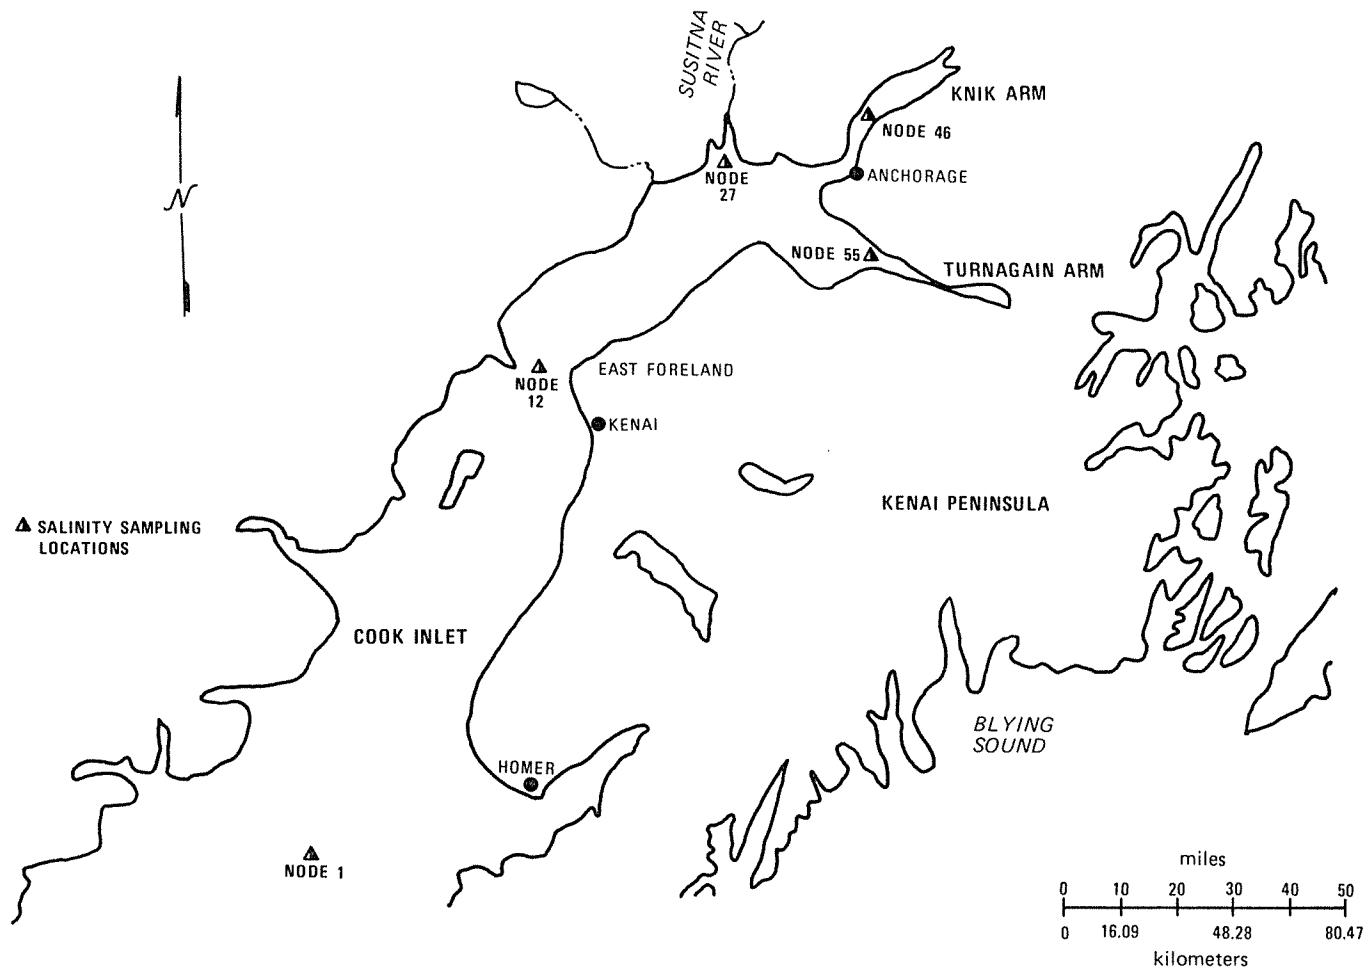 SUSITNA
RIVER
KNIK ARM
NODE 46
NODE
27
ANCHORAGE
N
NODE 55
TURNAGAIN ARM
NODE
12
EAST FORELAND
KENAI
KENAI PENINSULA
SALINITY SAMPLING
LOCATIONS
COOK INLET
BLYING
SOUND
HOMER
NODE 1
miles
0 10 20 30 40 50
0 16.09 48.28 80.47
kilometers